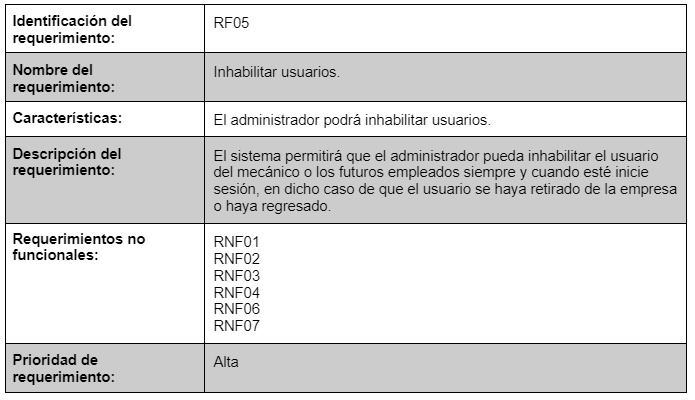 Identificación del
requerimiento:
RF05
Nombre del
requerimiento:
Inhabilitar usuarios.
Características:
El administrador podrá inhabilitar usuarios.
Descripción del
requerimiento:
El sistema permitirá que el administrador pueda inhabilitar el usuario
del mecánico o los futuros empleados siempre y cuando esté inicie
sesión, en dicho caso de que el usuario se haya retirado de la empresa
o haya regresado.
Requerimientos no
funcionales:
RNF01
RNF02
RNF03
RNF04
RNF06
RNF07
Prioridad de
requerimiento:
Alta